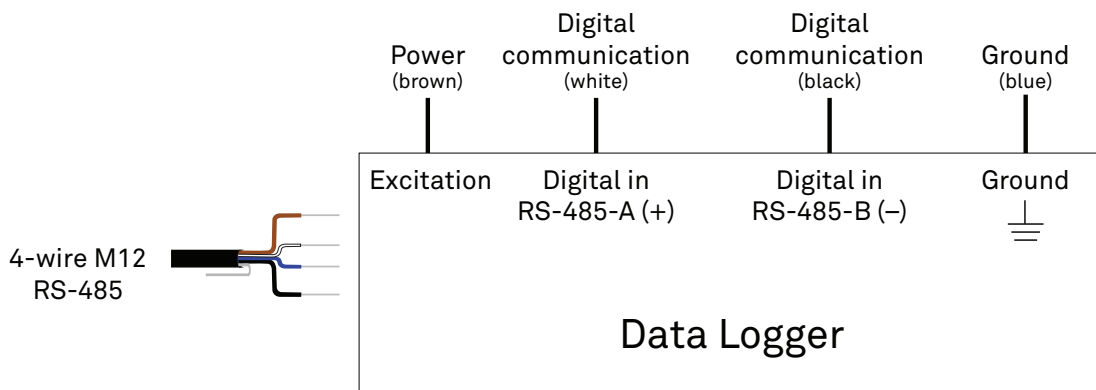 Power
(brown)
Digital
communication
(white)
Digital
communication
(black)
Ground
(blue)
Excitation
Digital in
RS-485-A (+)
Digital in
RS-485-B (–)
Ground
4-wire M12
RS-485
Data Logger